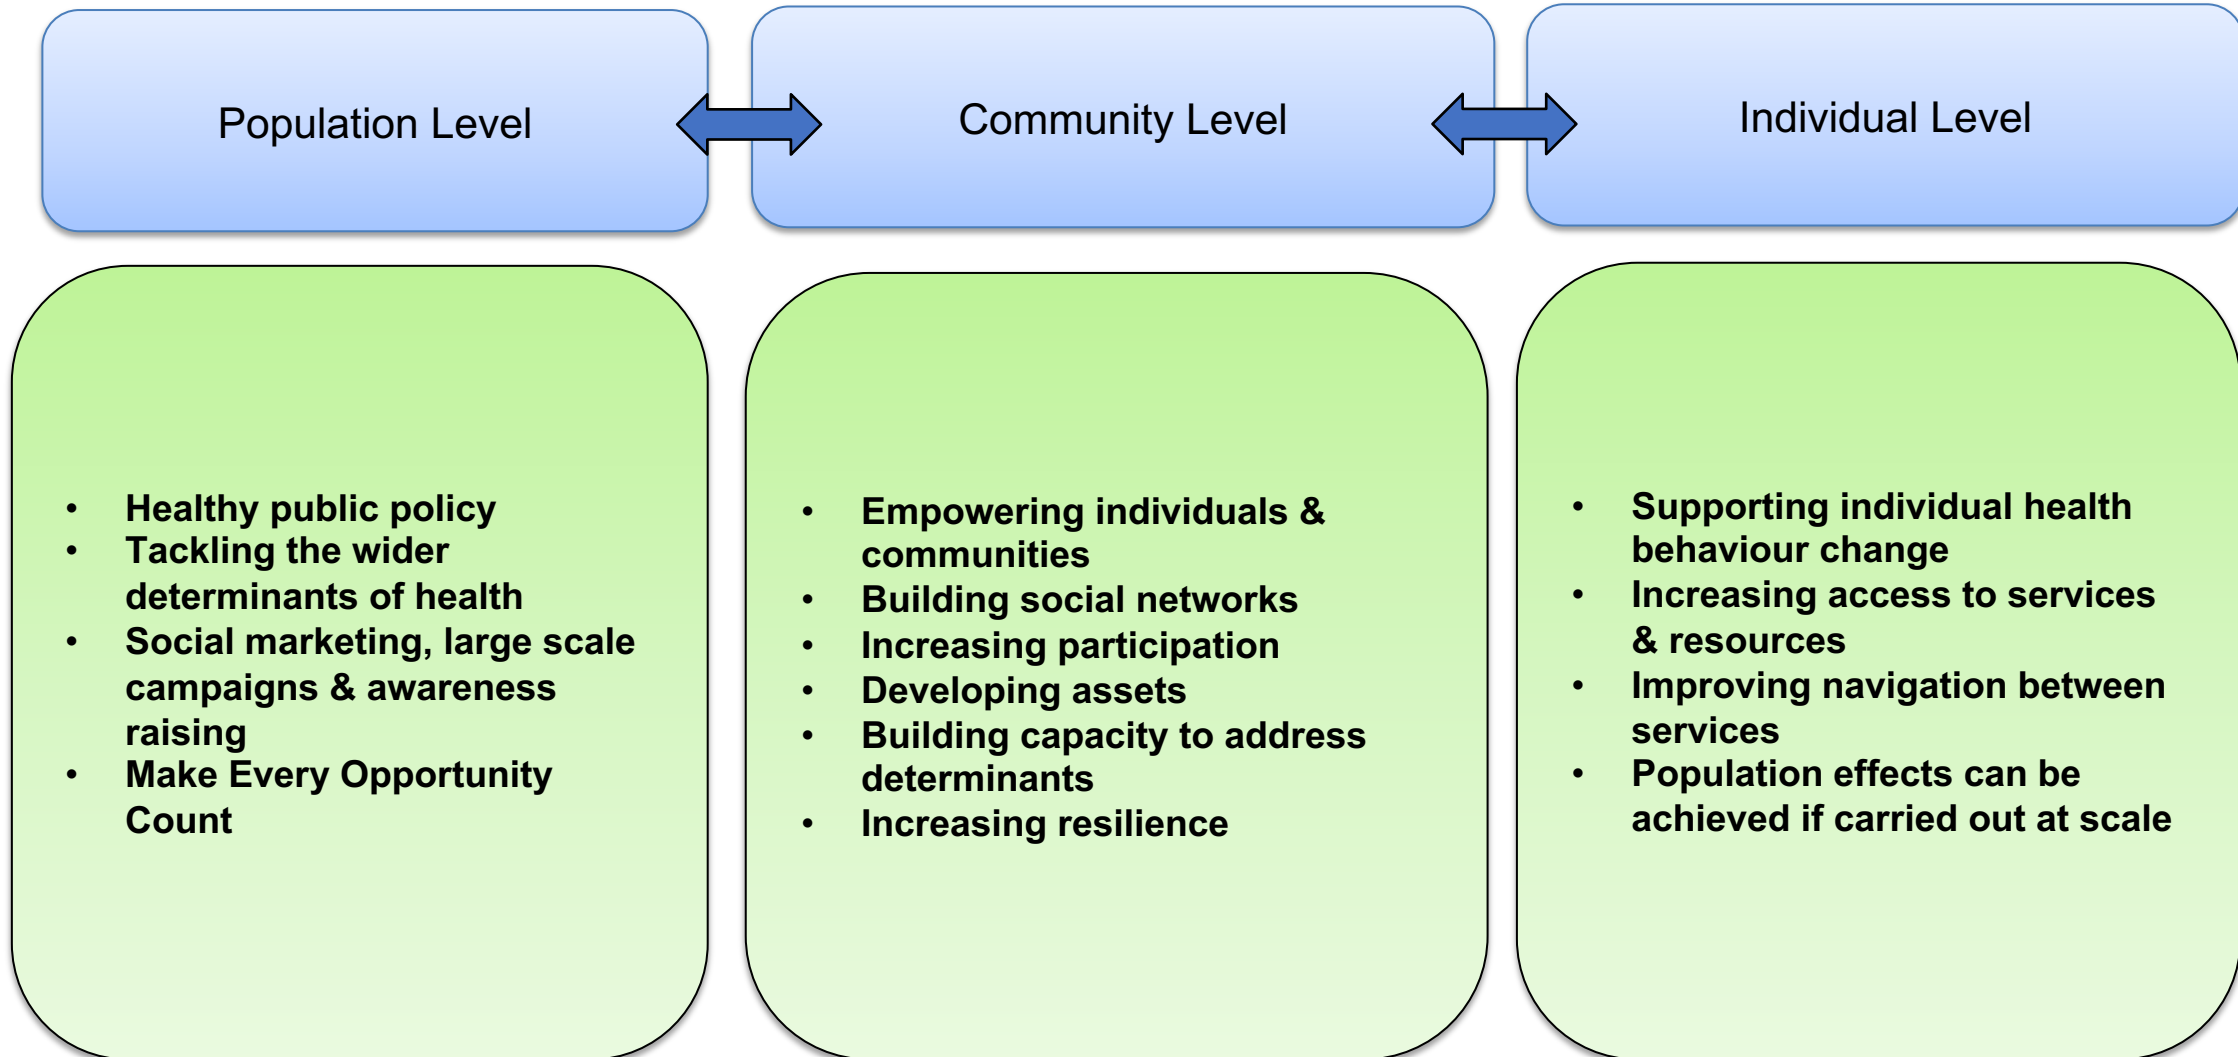 Population Level
Community Level
Individual Level
• Healthy public policy
• Tackling the wider
determinants of health
• Social marketing, large scale
campaigns & awareness
raising
• Make Every Opportunity
Count
• Empowering individuals &
communities
• Building social networks
• Increasing participation
• Developing assets
• Building capacity to address
determinants
• Increasing resilience
• Supporting individual health
behaviour change
• Increasing access to services
& resources
• Improving navigation between
services
• Population effects can be
achieved if carried out at scale